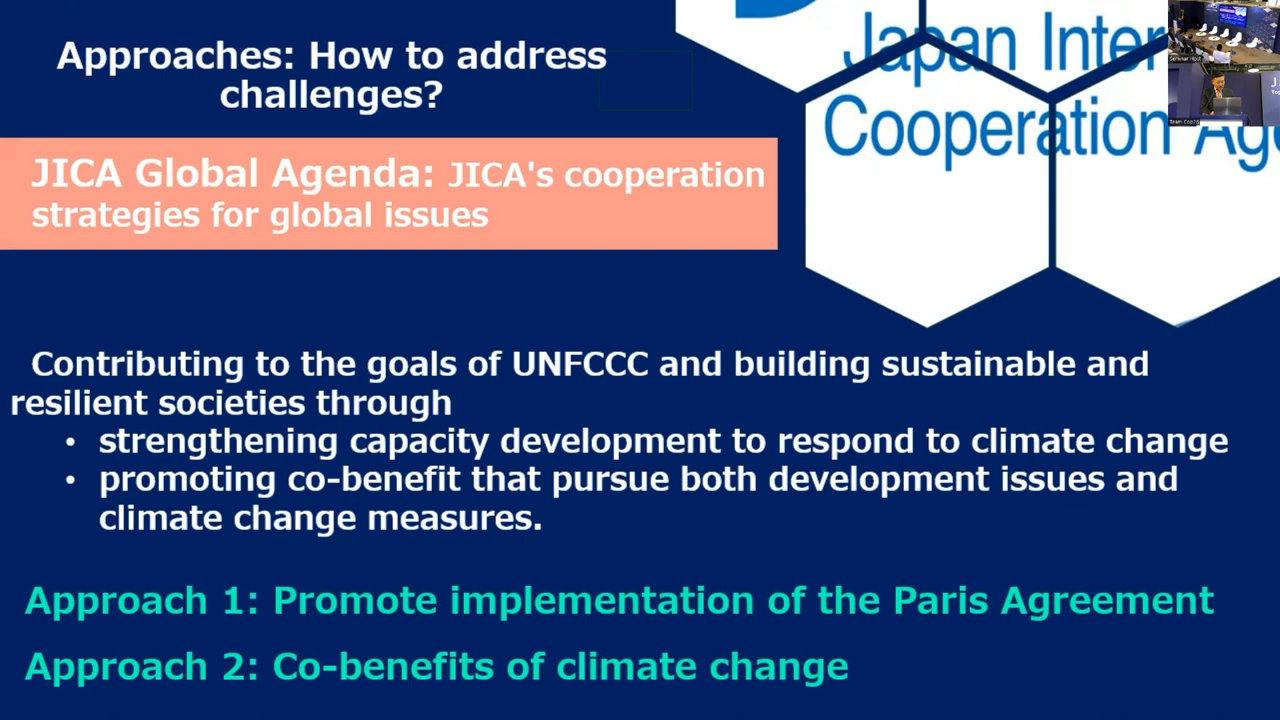 Approaches: How to address
challenges?
Japan Inter
Cooperation Age
JICA Global Agenda: JICA's cooperation
strategies for global issues
Contributing to the goals of UNFCCC and building sustainable and
resilient societies through
• strengthening capacity development to respond to climate change
• promoting co-benefit that pursue both development issues and
climate change measures.
Approach 1: Promote implementation of the Paris Agreement
Approach 2: Co-benefits of climate change
Seminar Host